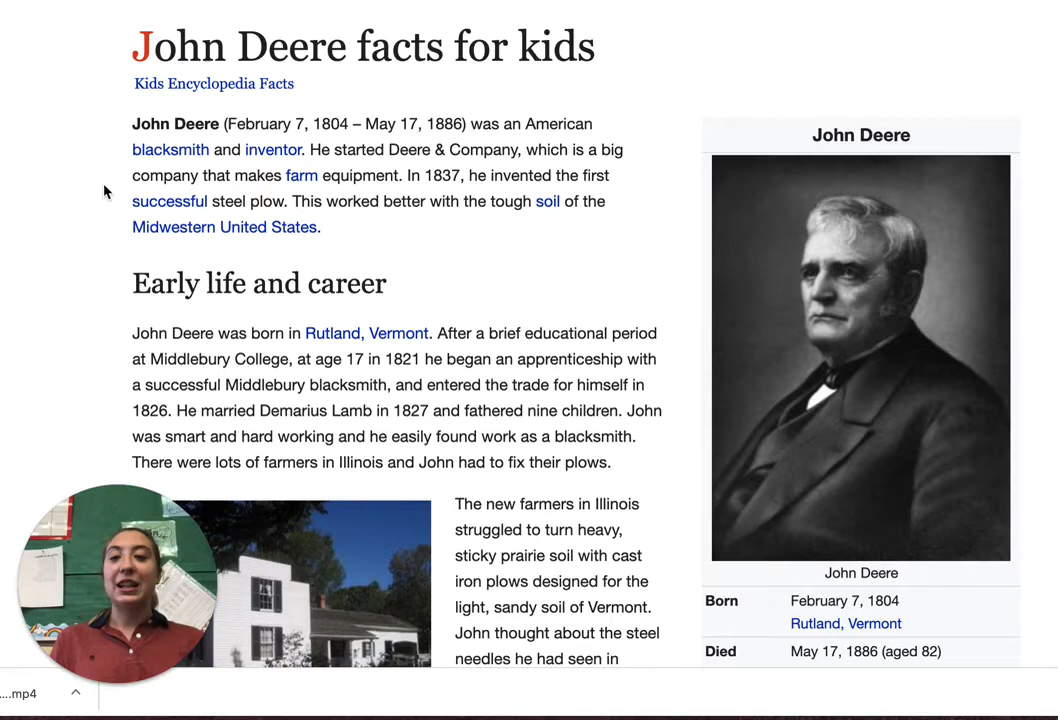 John Deere facts for kids
Kids Encyclopedia Facts
John Deere (February 7, 1804 – May 17, 1886) was an American
blacksmith and inventor. He started Deere & Company, which is a big
company that makes farm equipment. In 1837, he invented the first
successful steel plow. This worked better with the tough soil of the
Midwestern United States.
Early life and career
John Deere was born in Rutland, Vermont. After a brief educational period
at Middlebury College, at age 17 in 1821 he began an apprenticeship with
a successful Middlebury blacksmith, and entered the trade for himself in
1826. He married Demarius Lamb in 1827 and fathered nine children. John
was smart and hard working and he easily found work as a blacksmith.
There were lots of farmers in Illinois and John had to fix their plows.
The new farmers in Illinois
struggled to turn heavy,
sticky prairie soil with cast
iron plows designed for the
light, sandy soil of Vermont.
John thought about the steel
needles he had seen in
John Deere
John Deere
Born February 7, 1804
Rutland, Vermont
Died May 17, 1886 (aged 82)
....mp4